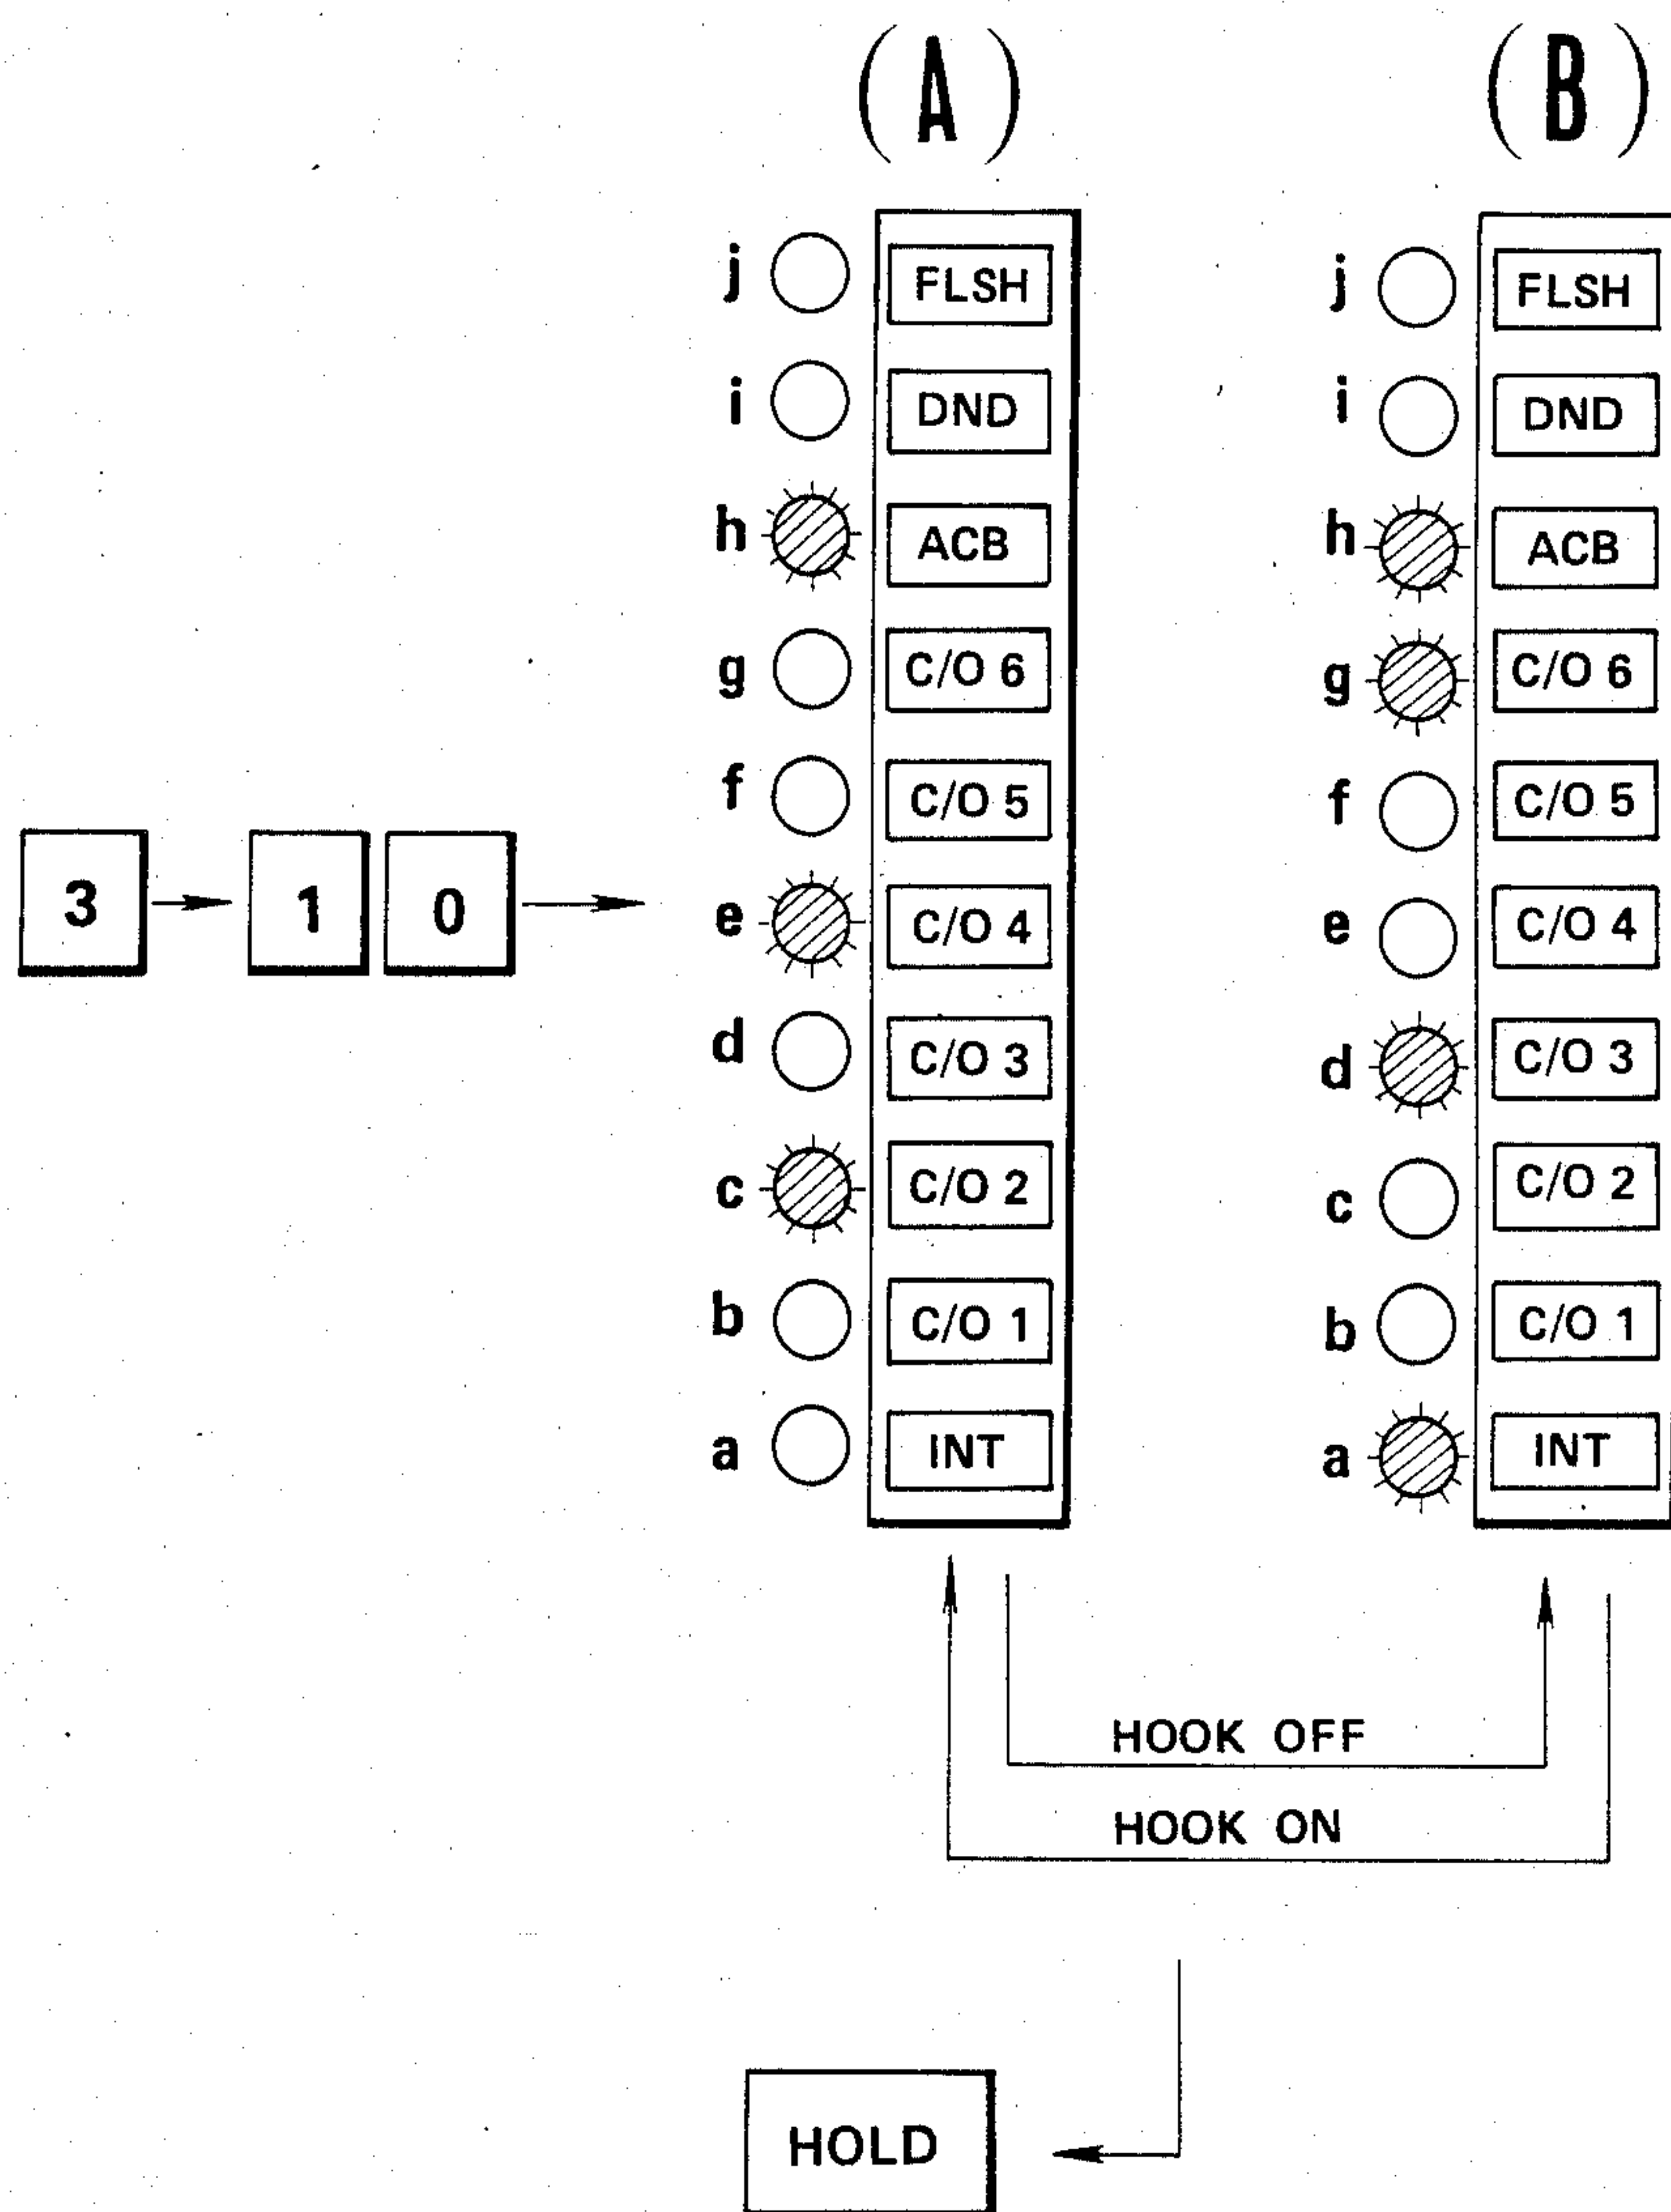 (A) (B)
j FLSH j FLSH
i DND i DND
h ACB h ACB
g C/O 6 g C/O 6
f C/O 5 f C/O 5
3 1 0 e C/O 4 e C/O 4
d C/O 3 d C/O 3
c C/O 2 c C/O 2
b C/O 1 b C/O 1
a INT a INT
HOOK OFF
HOOK ON
HOLD